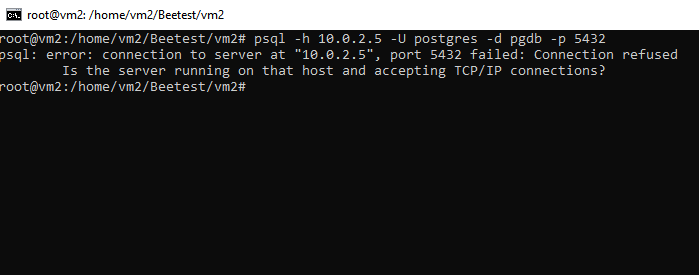 root@vm2: /home/vm2/Beetest/vm2
root@vm2:/home/vm2/Beetest/vm2# psql -h 10.0.2.5 -U postgres -d pgdb -p 5432
psql: error: connection to server at "10.0.2.5", port 5432 failed: Connection refused
        Is the server running on that host and accepting TCP/IP connections?
root@vm2:/home/vm2/Beetest/vm2#